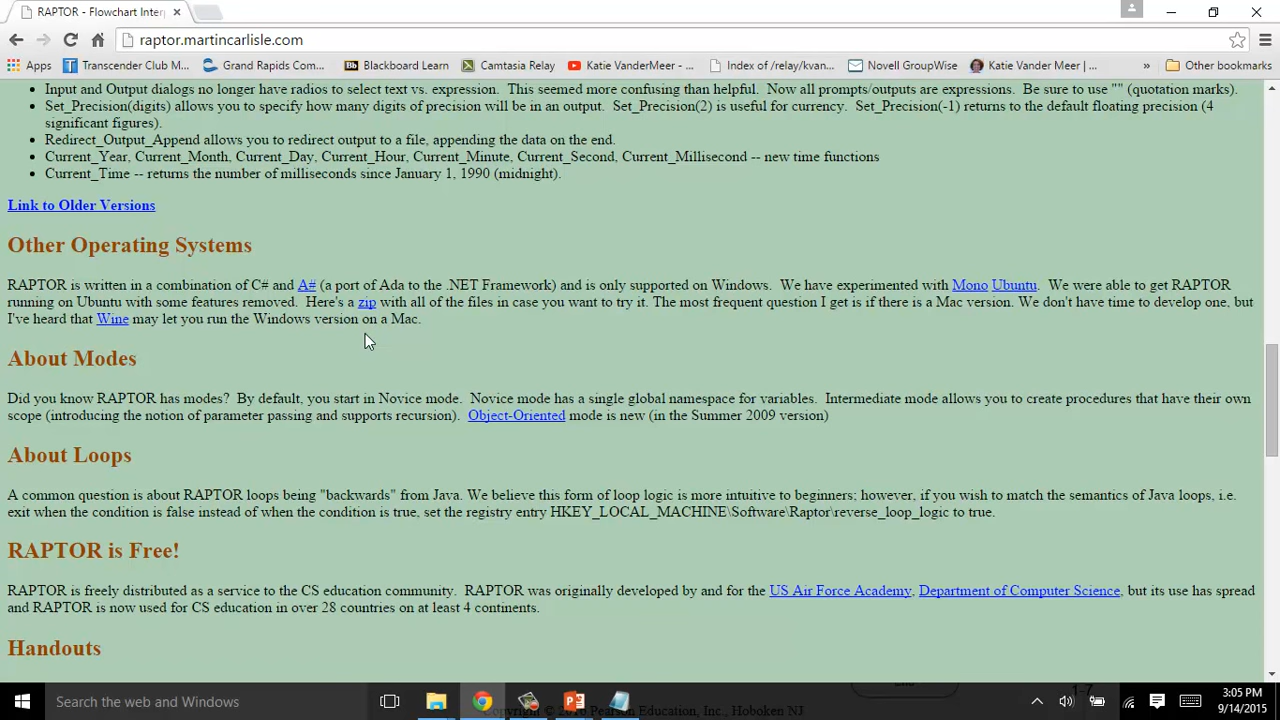 RAPTOR - Flowchart Inter
raptor.martincarlisle.com
Apps Transcender Club M... Grand Rapids Com... Blackboard Learn Camtasia Relay Katie VanderMeer - ... Index of /relay/kvan... Novell GroupWise Katie Vander Meer | ... » Other bookmarks
Input and Output dialogs no longer have radios to select text vs. expression. This seemed more confusing than helpful. Now all prompts/outputs are expressions. Be sure to use "" (quotation marks).
Set_Precision(digits) allows you to specify how many digits of precision will be in an output. Set_Precision(2) is useful for currency. Set_Precision(-1) returns to the default floating precision (4
significant figures).
Redirect_Output_Append allows you to redirect output to a file, appending the data on the end.
Current_Year, Current_Month, Current_Day, Current_Hour, Current_Minute, Current_Second, Current_Millisecond -- new time functions
Current_Time -- returns the number of milliseconds since January 1, 1990 (midnight).
Link to Older Versions
Other Operating Systems
RAPTOR is written in a combination of C# and A# (a port of Ada to the .NET Framework) and is only supported on Windows. We have experimented with Mono Ubuntu. We were able to get RAPTOR
running on Ubuntu with some features removed. Here's a zip with all of the files in case you want to try it. The most frequent question I get is if there is a Mac version. We don't have time to develop one, but
I've heard that Wine may let you run the Windows version on a Mac.
About Modes
Did you know RAPTOR has modes? By default, you start in Novice mode. Novice mode has a single global namespace for variables. Intermediate mode allows you to create procedures that have their own
scope (introducing the notion of parameter passing and supports recursion). Object-Oriented mode is new (in the Summer 2009 version)
About Loops
A common question is about RAPTOR loops being "backwards" from Java. We believe this form of loop logic is more intuitive to beginners; however, if you wish to match the semantics of Java loops, i.e.
exit when the condition is false instead of when the condition is true, set the registry entry HKEY_LOCAL_MACHINE\Software\Raptor\reverse_loop_logic to true.
RAPTOR is Free!
RAPTOR is freely distributed as a service to the CS education community. RAPTOR was originally developed by and for the US Air Force Academy, Department of Computer Science, but its use has spread
and RAPTOR is now used for CS education in over 28 countries on at least 4 continents.
Handouts
Search the web and Windows
3:05 PM
9/14/2015
Pearson Education, Inc., Hoboken NJ